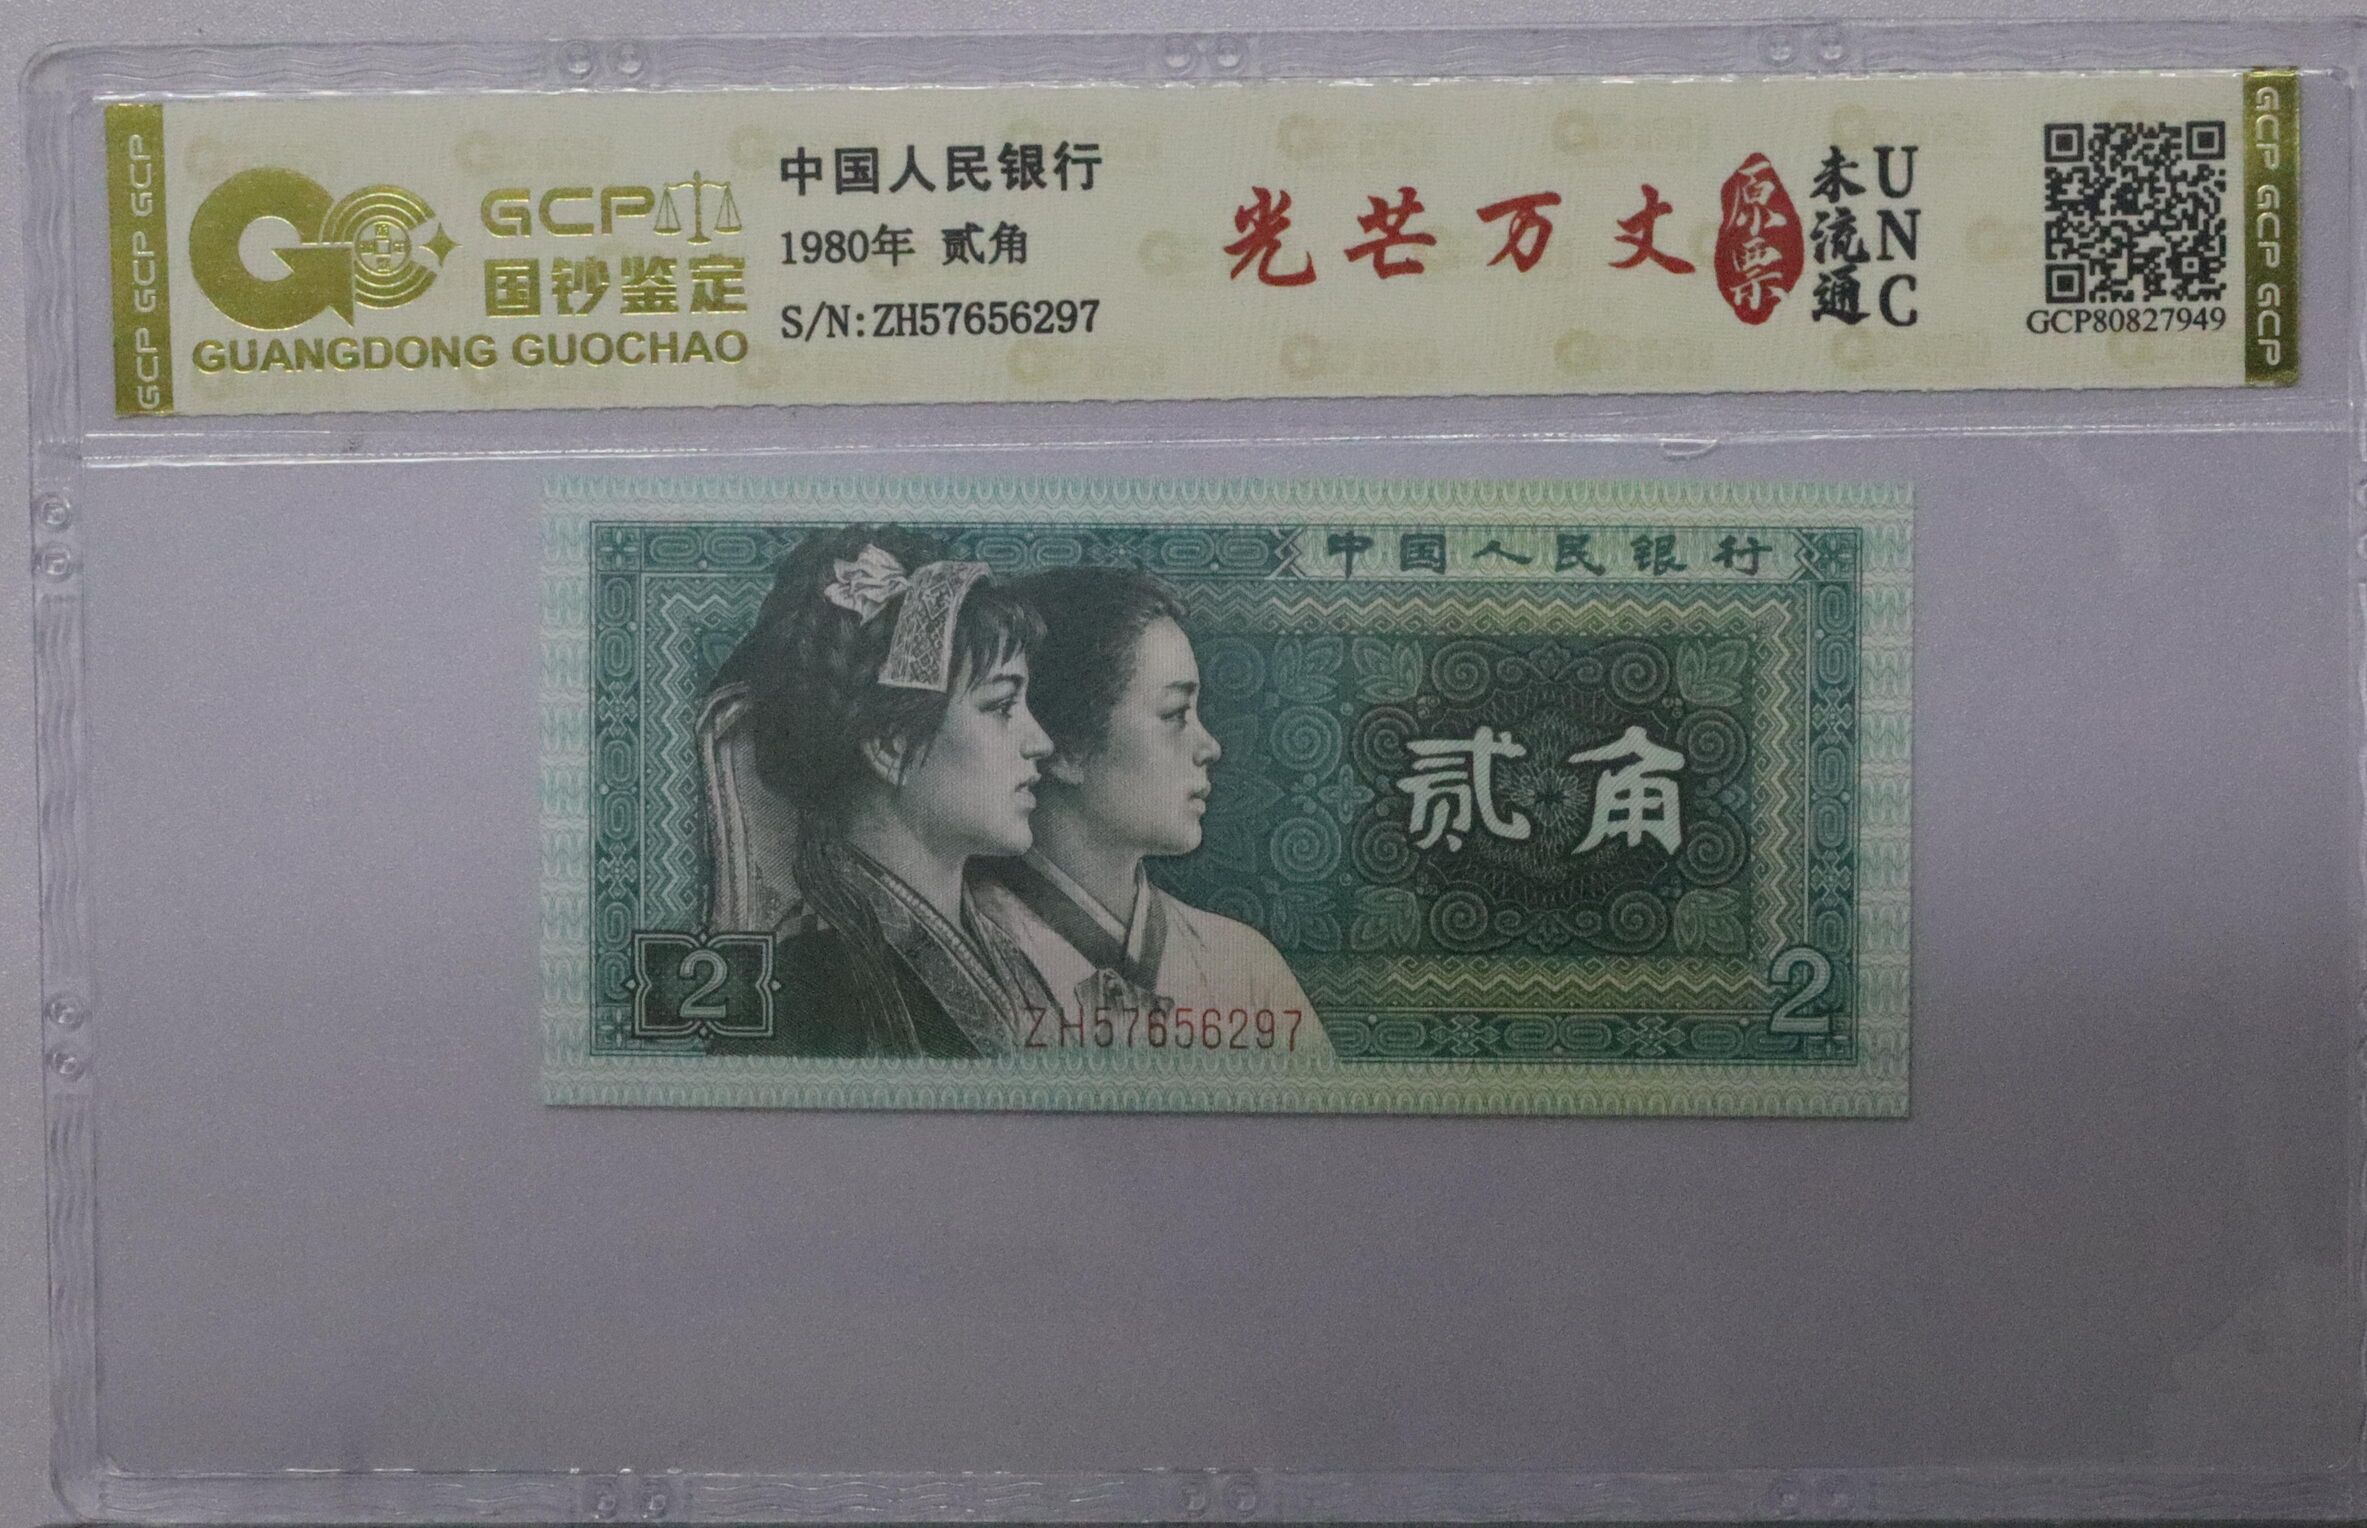 GCP GCP GCP
GCP
国钞鉴定
GUANGDONG GUOCHAO
中国人民银行
1980年 贰角
S/N:ZH57656297
光芒万丈
原票
未流通
UNC
GCP80827949
GCP GCP GCP
中国人民银行
贰角
2
2
ZH57656297